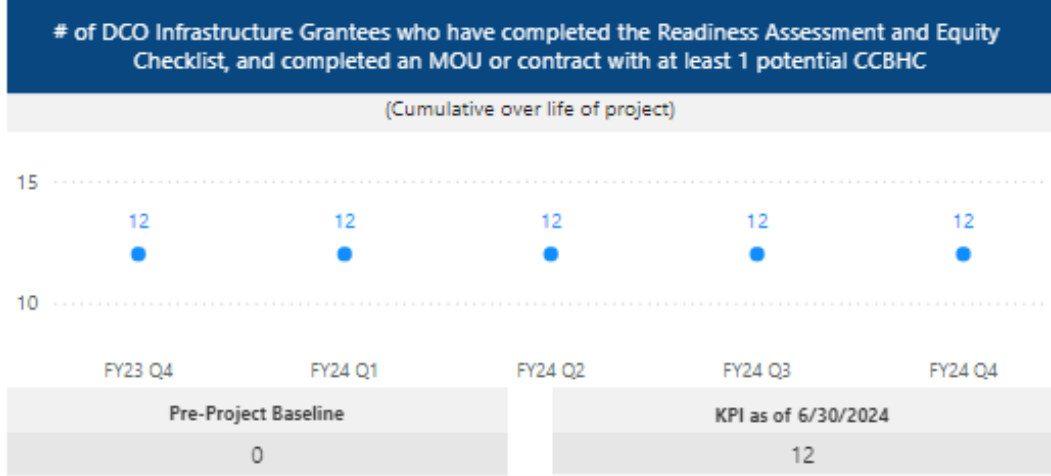 # of DCO Infrastructure Grantees who have completed the Readiness Assessment and Equity
Checklist, and completed an MOU or contract with at least 1 potential CCBHC
(Cumulative over life of project)
15
12 12 12 12 12
10
FY23 Q4 FY24 Q1 FY24 Q2 FY24 Q3 FY24 Q4
Pre-Project Baseline KPI as of 6/30/2024
0 12